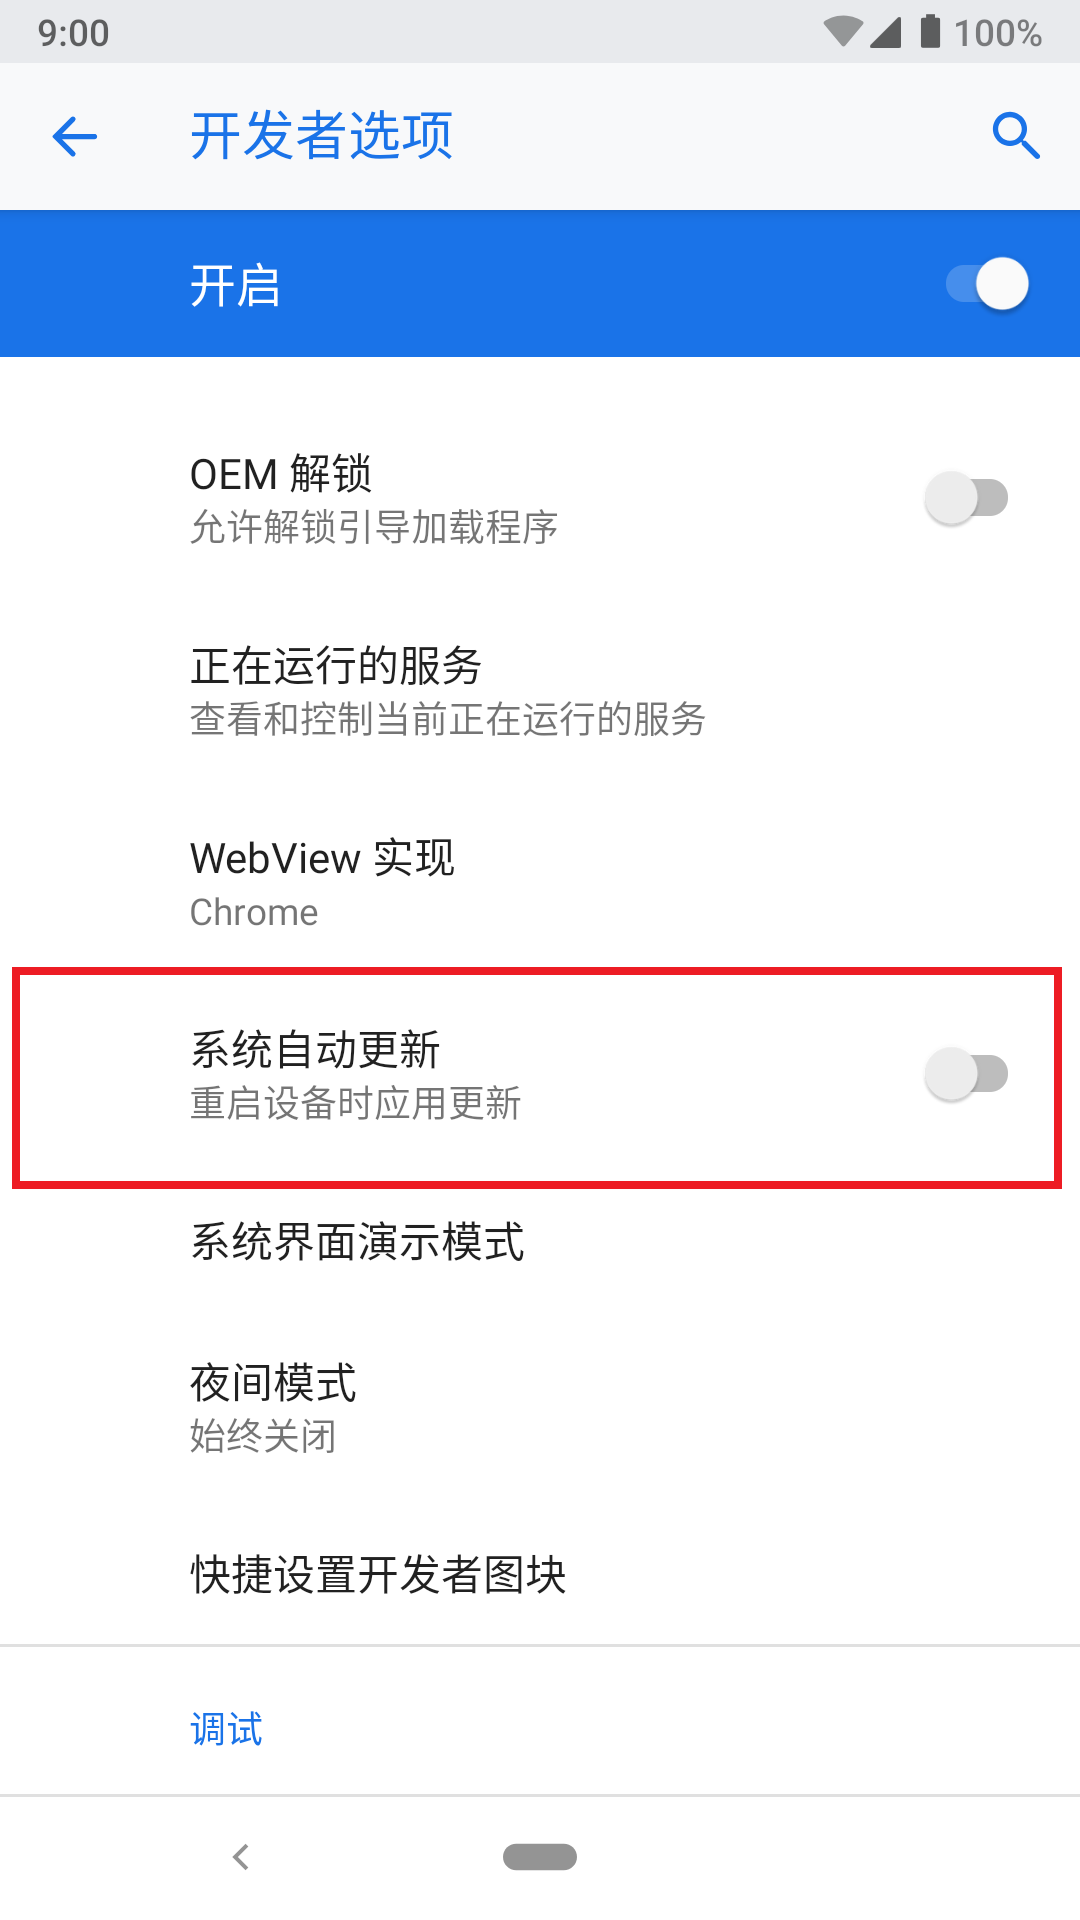 9:00 100%
开发者选项
开启
OEM 解锁
允许解锁引导加载程序
正在运行的服务
查看和控制当前正在运行的服务
WebView 实现
Chrome
系统自动更新
重启设备时应用更新
系统界面演示模式
夜间模式
始终关闭
快捷设置开发者图块
调试